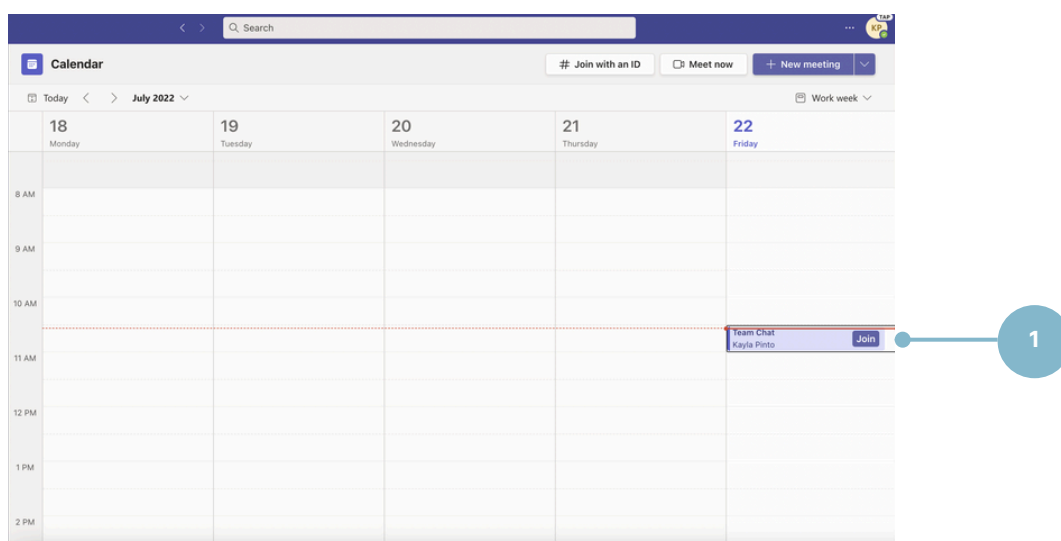 Search
TAP
KP
Calendar
# Join with an ID
Meet now
+ New meeting
Today
July 2022
Work week
18
Monday
19
Tuesday
20
Wednesday
21
Thursday
22
Friday
8 AM
9 AM
10 AM
Team Chat
Kayla Pinto
Join
1
11 AM
12 PM
1 PM
2 PM